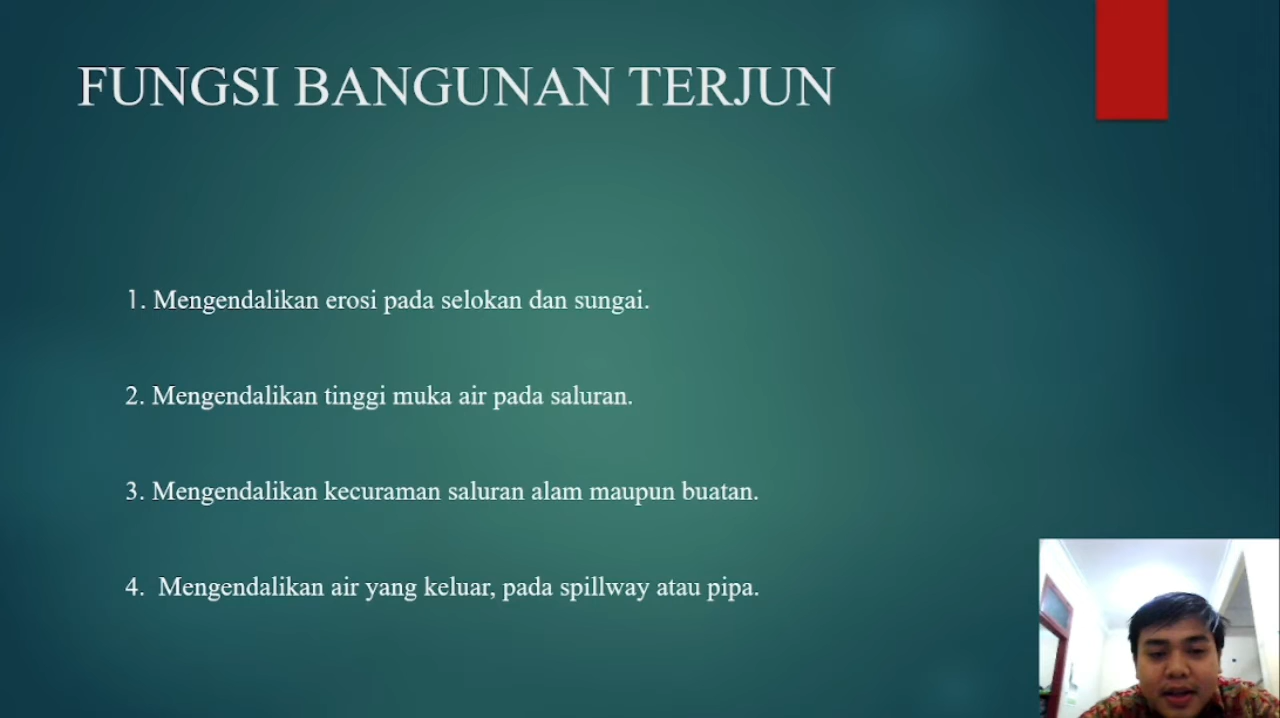 FUNGSI BANGUNAN TERJUN
1. Mengendalikan erosi pada selokan dan sungai.
2. Mengendalikan tinggi muka air pada saluran.
3. Mengendalikan kecuraman saluran alam maupun buatan.
4. Mengendalikan air yang keluar, pada spillway atau pipa.